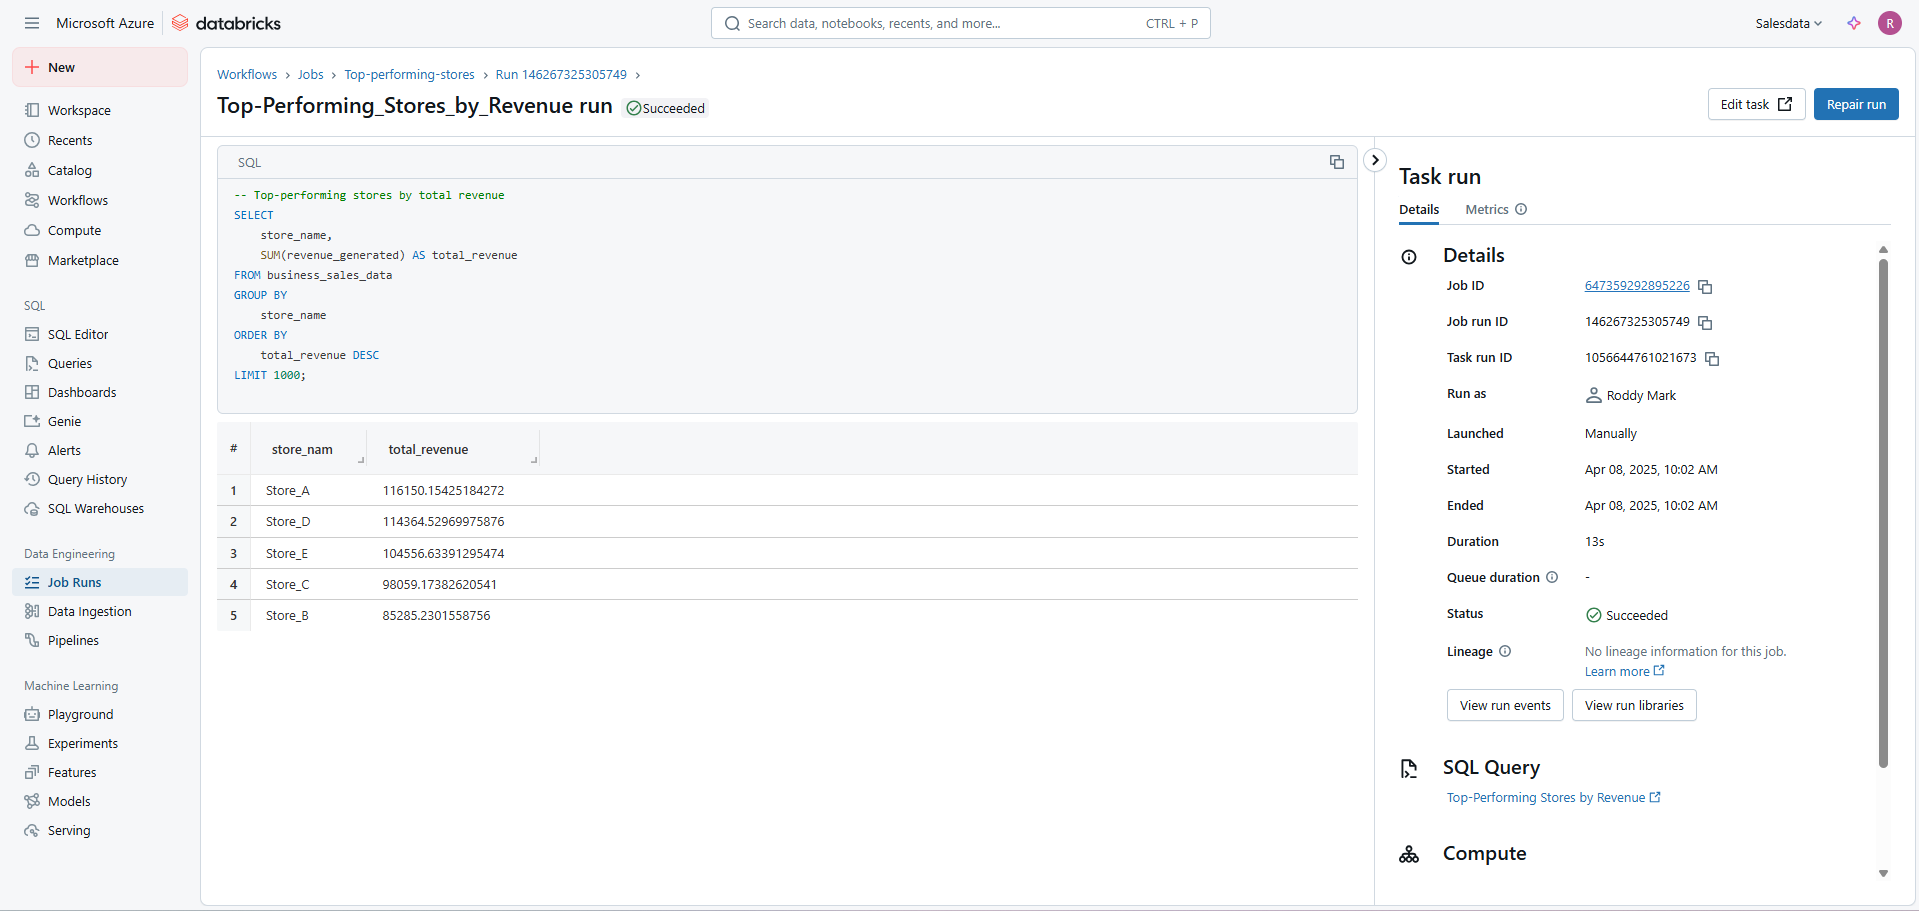 Microsoft Azure
databricks
Search data, notebooks, recents, and more...
CTRL + P
Salesdata
R
New
Workspace
Recents
Catalog
Workflows
Compute
Marketplace
SQL
SQL Editor
Queries
Dashboards
Genie
Alerts
Query History
SQL Warehouses
Data Engineering
Job Runs
Data Ingestion
Pipelines
Machine Learning
Playground
Experiments
Features
Models
Serving
Workflows › Jobs › Top-performing-stores › Run 146267325305749 ›
Top-Performing_Stores_by_Revenue run
Succeeded
Edit task
Repair run
SQL
-- Top-performing stores by total revenue
SELECT
store_name,
SUM(revenue_generated) AS total_revenue
FROM business_sales_data
GROUP BY
store_name
ORDER BY
total_revenue DESC
LIMIT 1000;
# store_nam total_revenue
1 Store_A 116150.15425184272
2 Store_D 114364.52969975876
3 Store_E 104556.63391295474
4 Store_C 98059.17382620541
5 Store_B 85285.2301558756
Task run
Details Metrics
Details
Job ID 647359292895226
Job run ID 146267325305749
Task run ID 1056644761021673
Run as Roddy Mark
Launched Manually
Started Apr 08, 2025, 10:02 AM
Ended Apr 08, 2025, 10:02 AM
Duration 13s
Queue duration -
Status Succeeded
Lineage No lineage information for this job.
Learn more
View run events View run libraries
SQL Query
Top-Performing Stores by Revenue
Compute